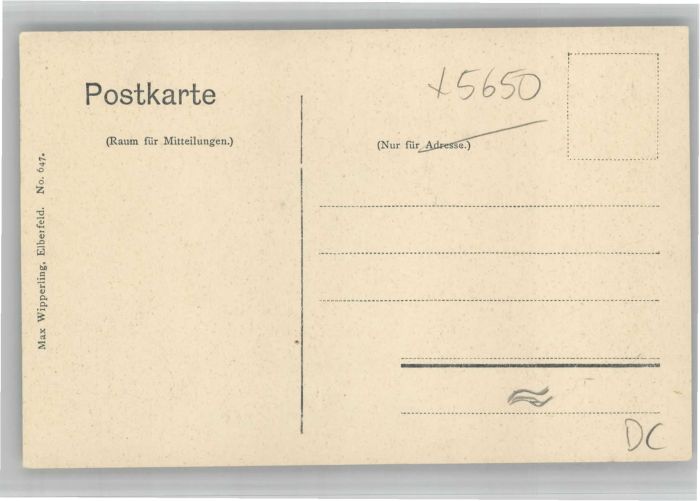 Postkarte
(Raum für Mitteilungen.)
x5650
(Nur für Adresse.)
Max Wipperling, Elberfeld. No. 647.
DC